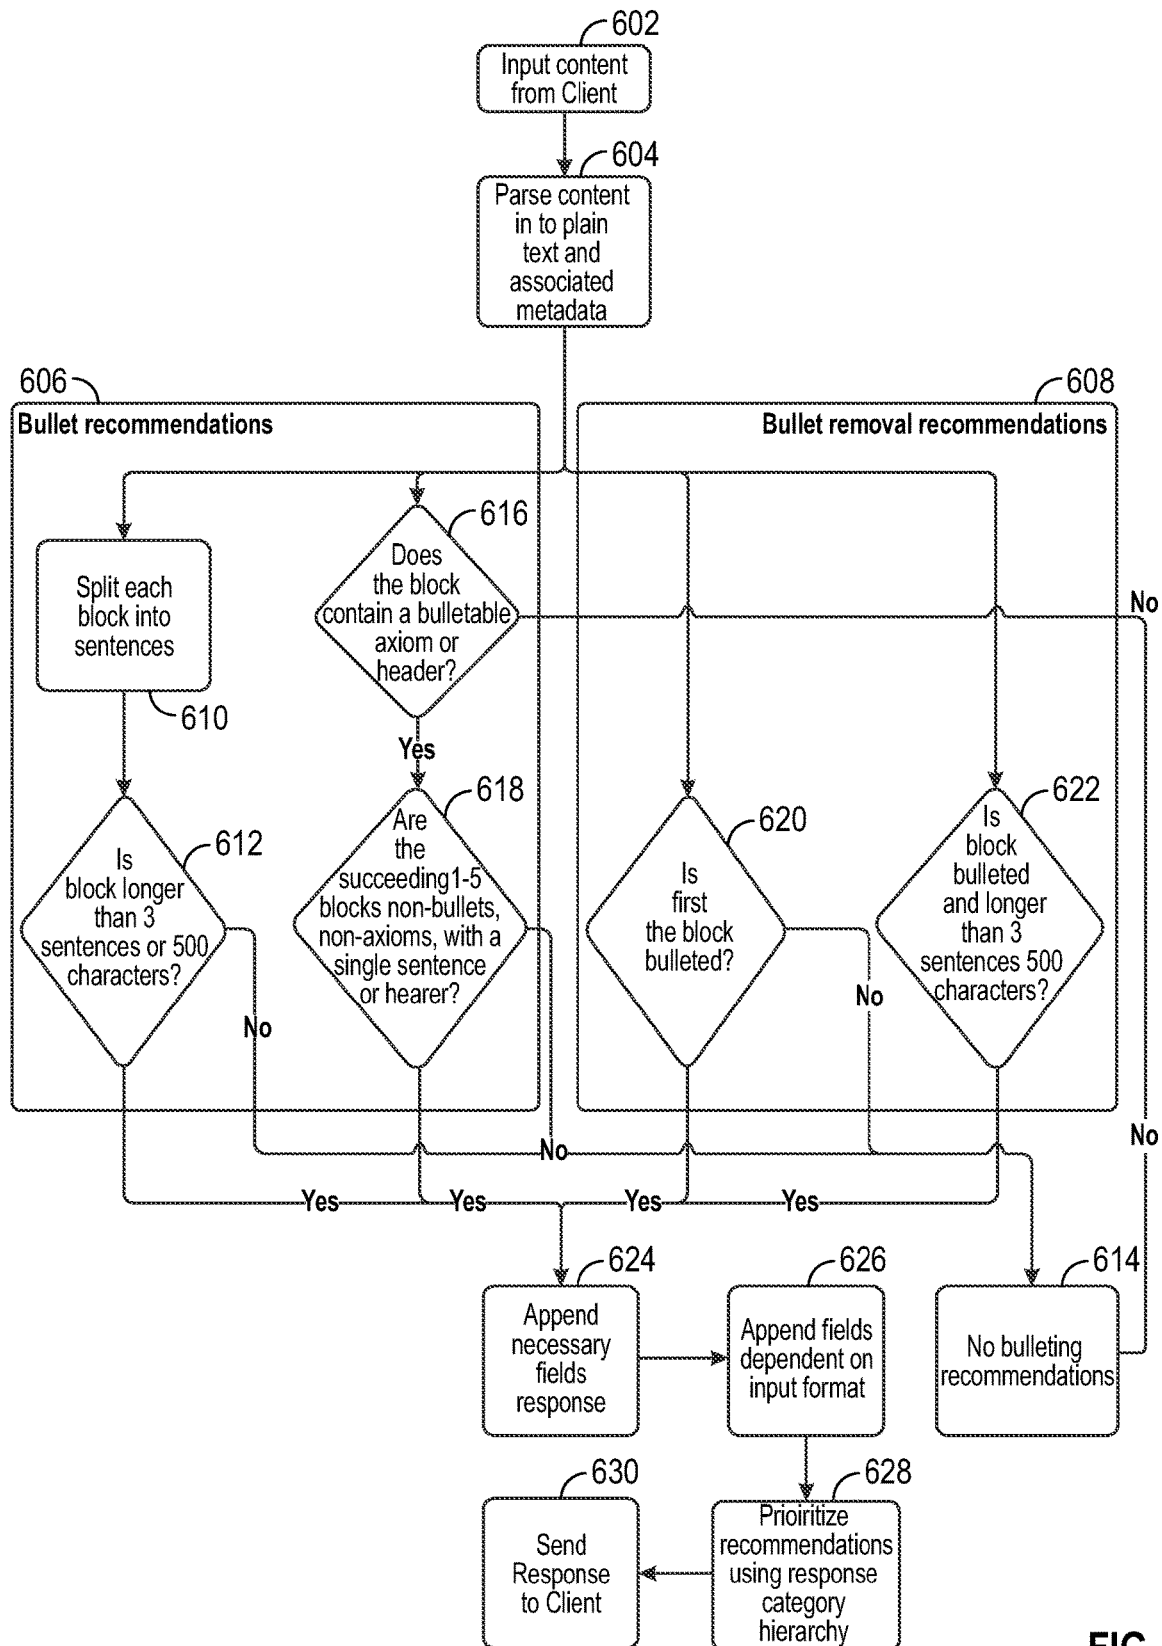 602
Input content
from Client
604
Parse content
in to plain
text and
associated
metadata
606
Bullet recommendations
608
Bullet removal recommendations
Split each
block into
sentences
610
616
Does
the block
contain a bulletable
axiom or
header?
No
Yes
612
Is
block longer
than 3
sentences or 500
characters?
No
618
Are
the
succeeding1-5
blocks non-bullets,
non-axioms, with a
single sentence
or hearer?
No
620
Is
first
the block
bulleted?
No
622
Is
block
bulleted
and longer
than 3
sentences 500
characters?
No
Yes
Yes
Yes
Yes
624
Append
necessary
fields
response
626
Append fields
dependent on
input format
614
No bulleting
recommendations
630
Send
Response
to Client
628
Prioiritize
recommendations
using response
category
hierarchy